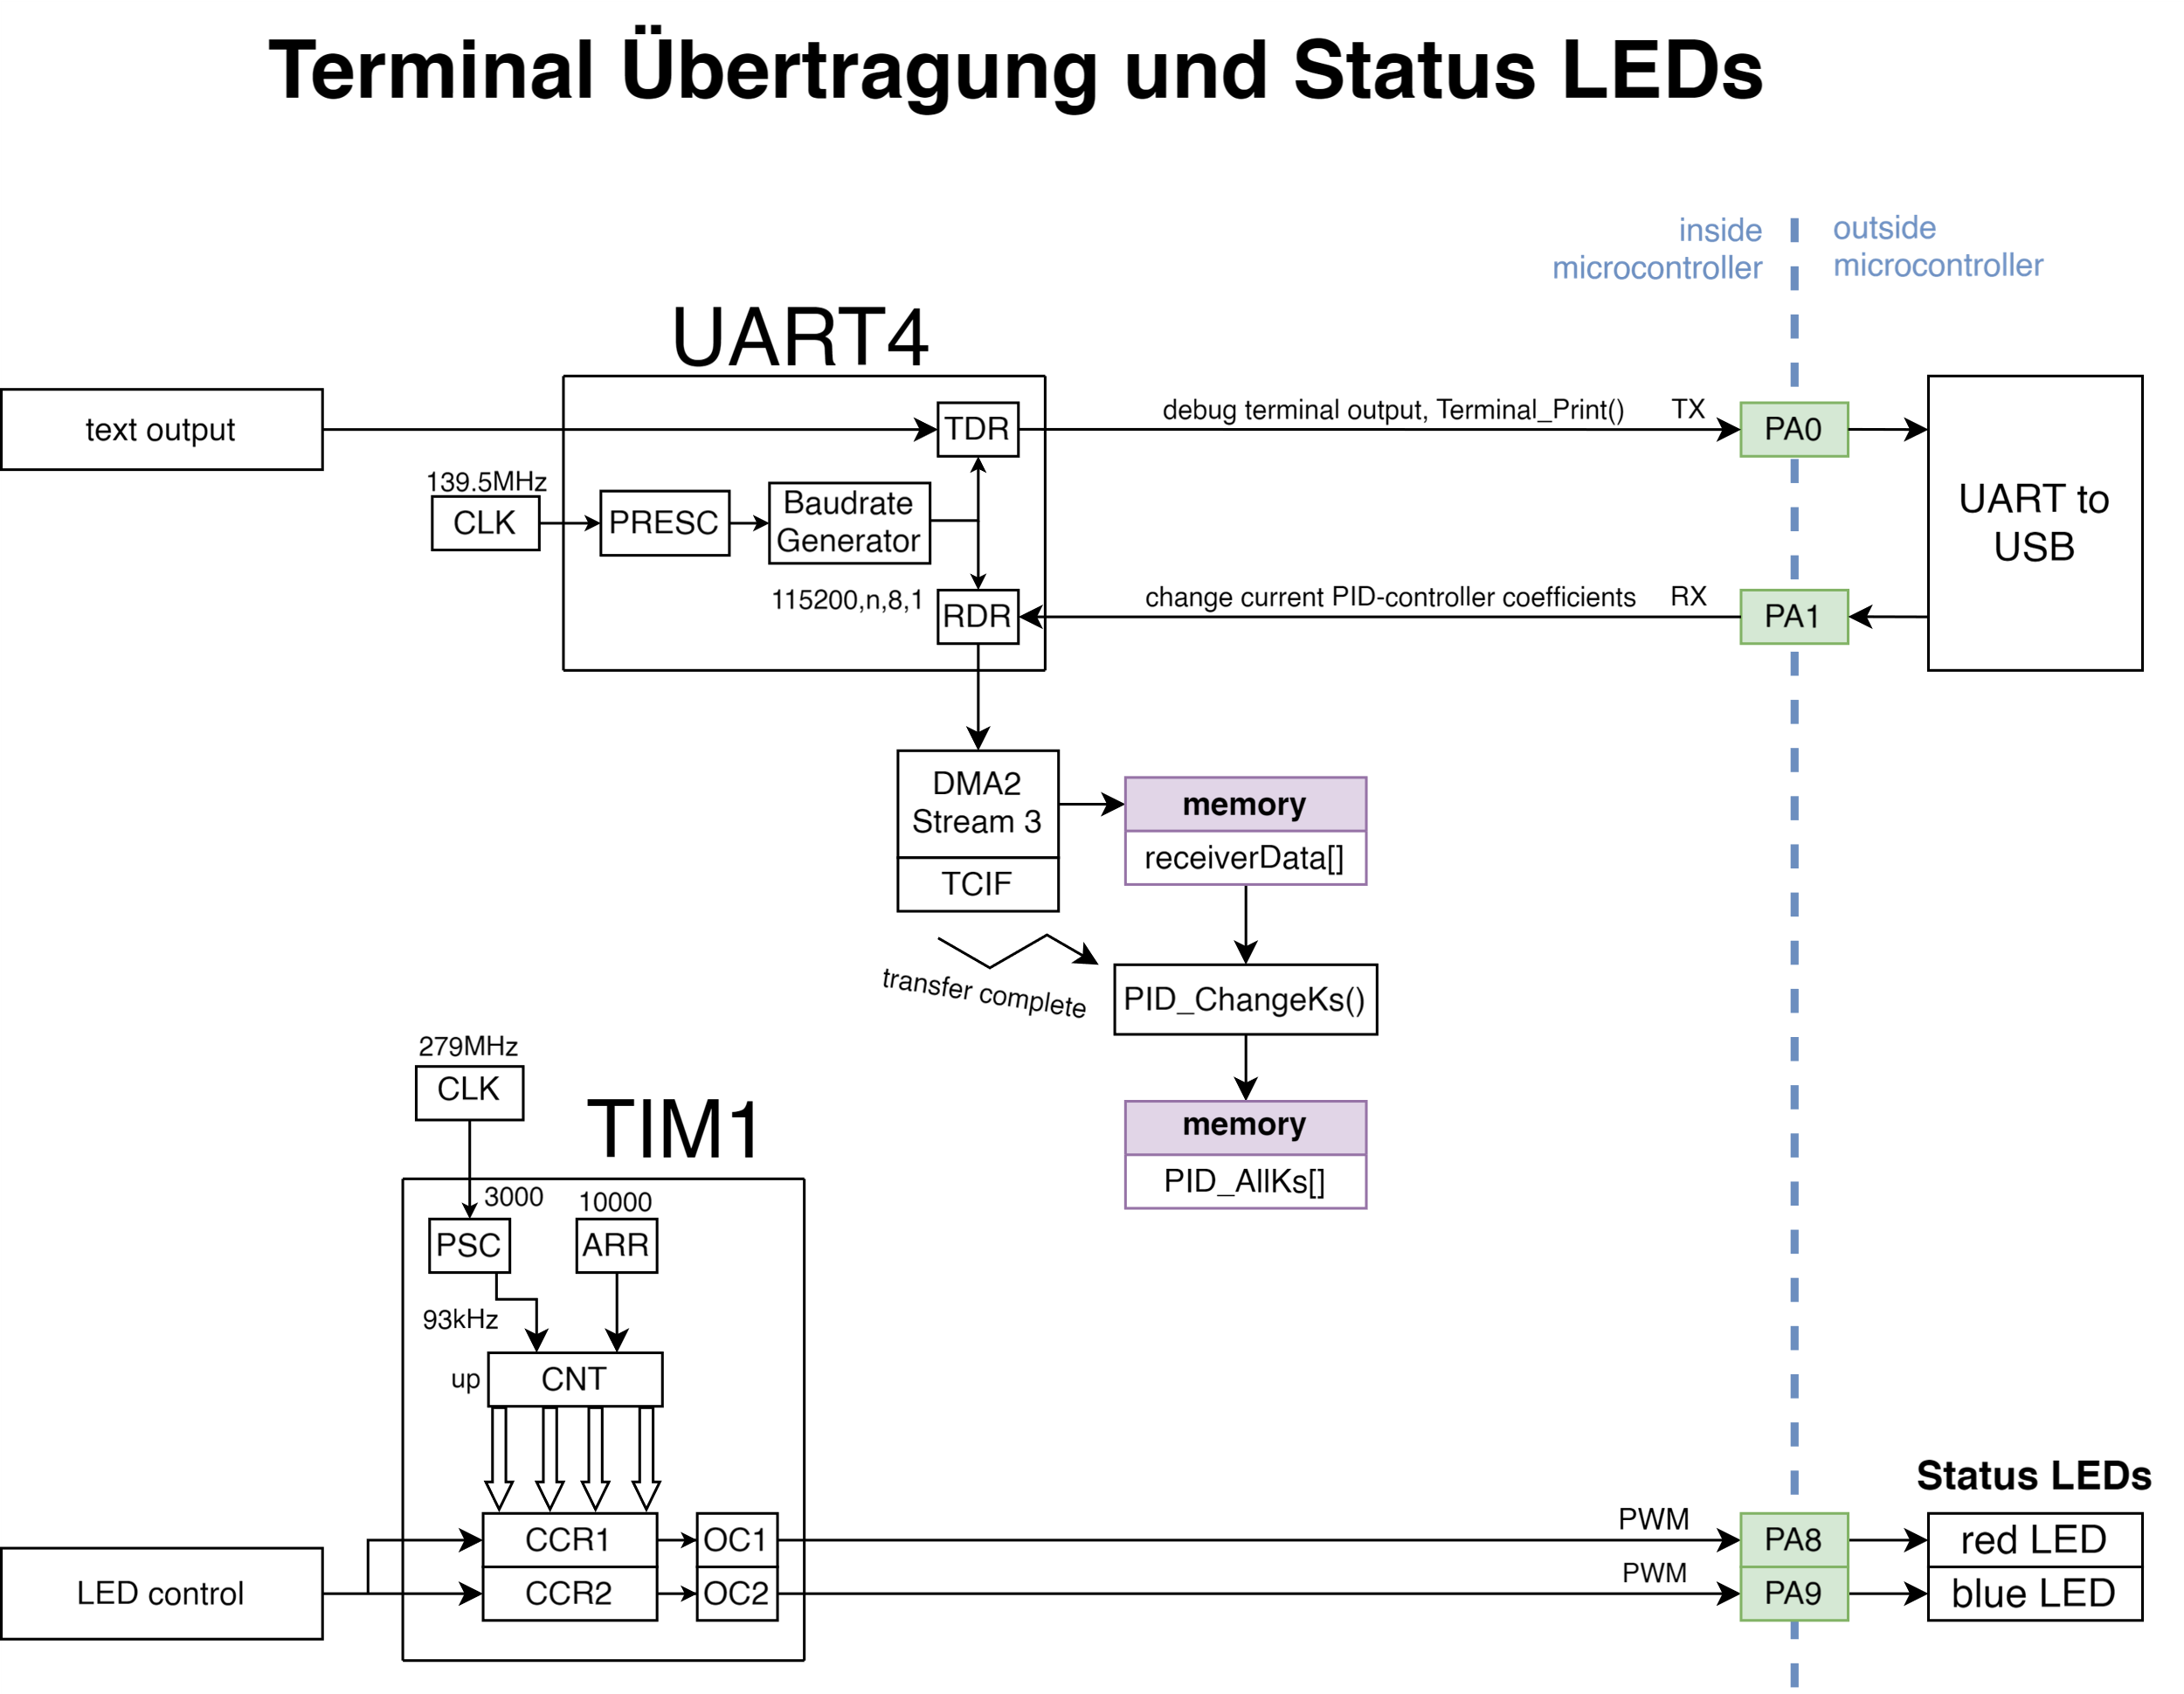 Terminal Übertragung und Status LEDs
inside
microcontroller
outside
microcontroller
UART4
text output
TDR
debug terminal output, Terminal_Print()
TX
PA0
139.5MHz
CLK
PRESC
Baudrate
Generator
UART to
USB
115200,n,8,1
RDR
change current PID-controller coefficients
RX
PA1
DMA2
Stream 3
TCIF
memory
receiverData[]
transfer complete
PID_ChangeKs()
memory
PID_AllKs[]
279MHz
CLK
TIM1
3000
10000
PSC
ARR
93kHz
up
CNT
Status LEDs
CCR1
OC1
PWM
PA8
red LED
LED control
CCR2
OC2
PWM
PA9
blue LED